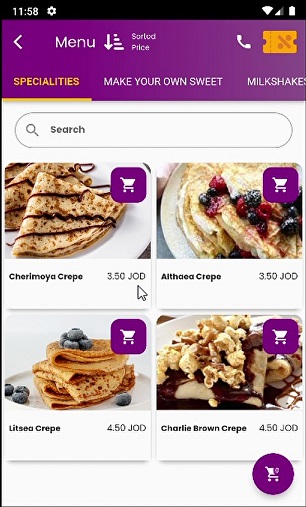 11:58
Menu
Sortod
Price
SPECIALITIES
MAKE YOUR OWN SWEET
MILKSHAKES
Search
Cherimoya Crepe
3.50 JOD
Althaea Crepe
3.50 JOD
Litsea Crepe
4.50 JOD
Charlie Brown Crepe
4.50 JOD
0